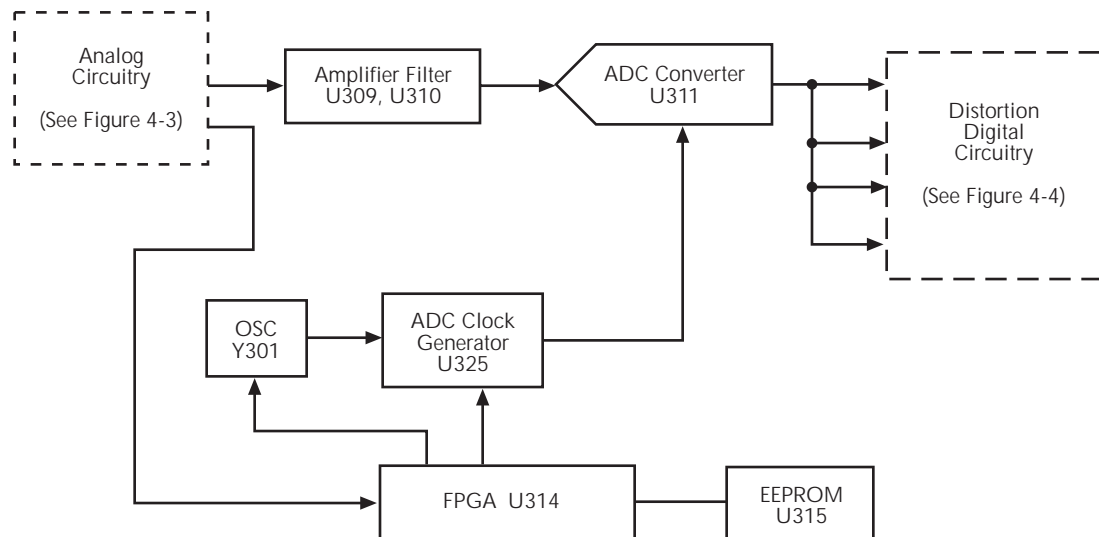 Analog
Circuitry
(See Figure 4-3)
Amplifier Filter
U309, U310
ADC Converter
U311
Distortion
Digital
Circuitry
(See Figure 4-4)
OSC
Y301
ADC Clock
Generator
U325
FPGA U314
EEPROM
U315